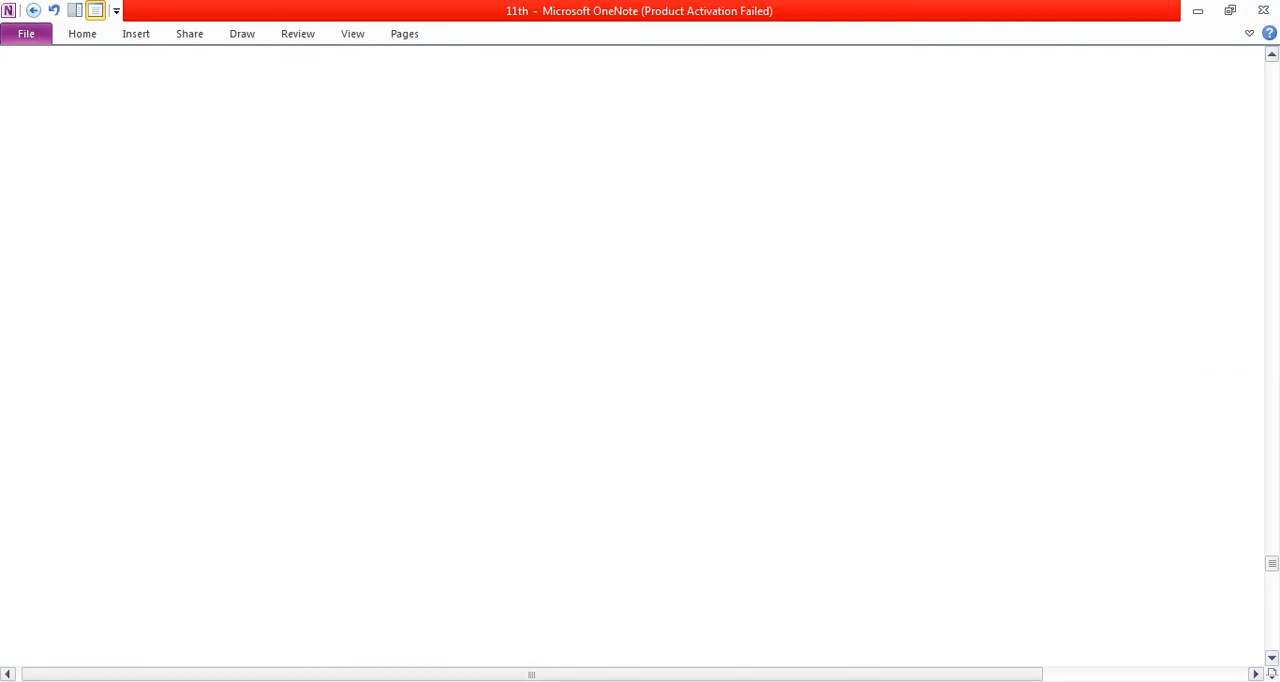 11th - Microsoft OneNote (Product Activation Failed)
File Home Insert Share Draw Review View Pages